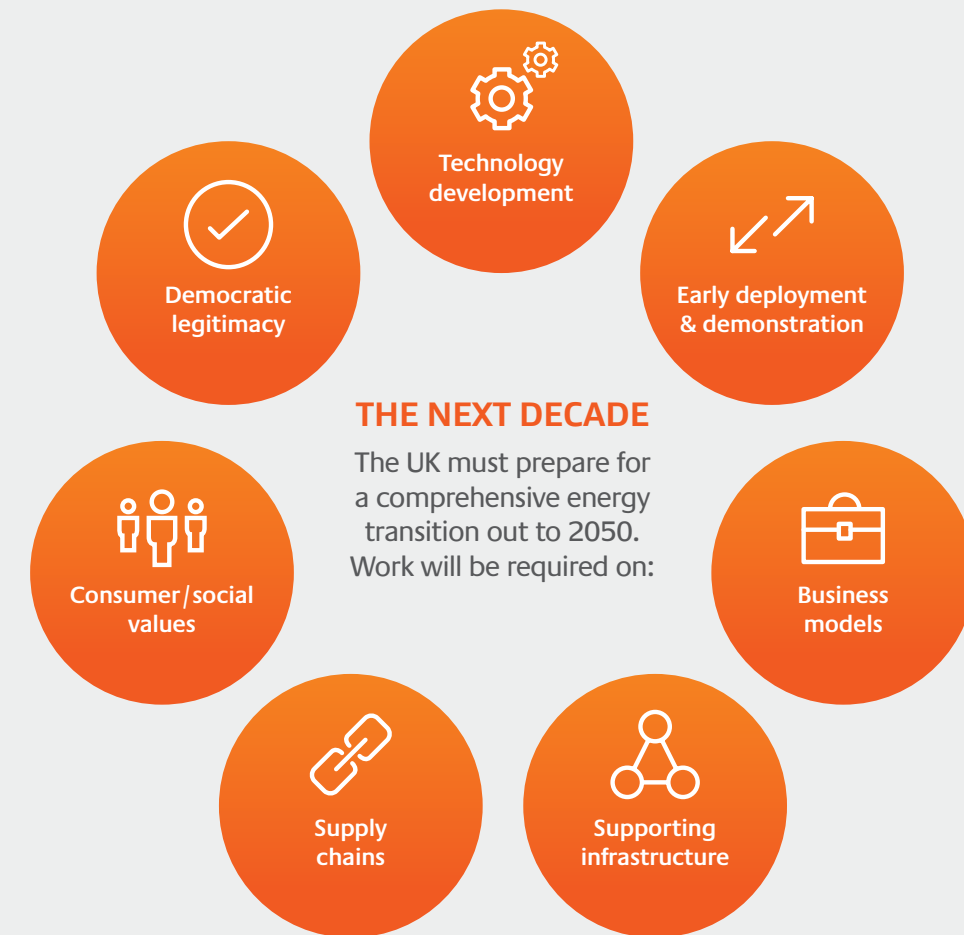 Technology
development
Democratic
legitimacy
Early deployment
& demonstration
THE NEXT DECADE
The UK must prepare for
a comprehensive energy
transition out to 2050.
Work will be required on:
Consumer/social
values
Business
models
Supply
chains
Supporting
infrastructure